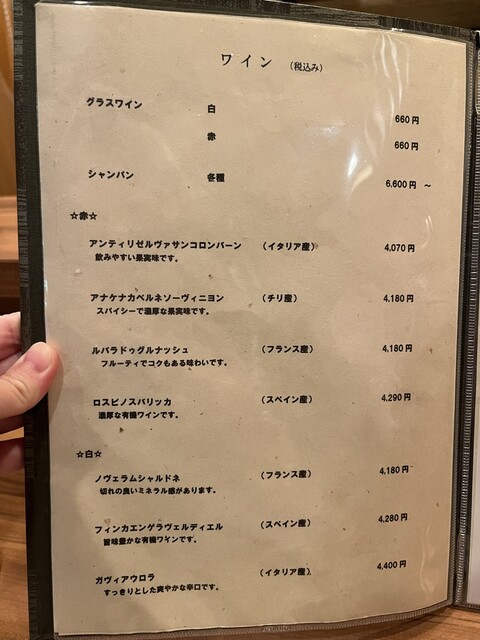 ワイン （税込み）
グラスワイン 白 660円
赤 660円
シャンパン 各種 6,600円 ～
☆赤☆
アンティリゼルヴァサンコロンバーン （イタリア産） 4,070円
飲みやすい果実味です。
アナケナカベルネソーヴィニヨン （チリ産） 4,180円
スパイシーで濃厚な果実味です。
ルパラドゥグルナッシュ （フランス産） 4,180円
フルーティでコクもある味わいです。
ロスピノスバリッカ （スペイン産） 4,290円
濃厚な有機ワインです。
☆白☆
ノヴェラムシャルドネ （フランス産） 4,180円
切れの良いミネラル感があります。
フィンカエンゲラヴェルディエル （スペイン産） 4,280円
旨味豊かな有機ワインです。
ガヴィアウロラ （イタリア産） 4,400円
すっきりとした爽やかな辛口です。